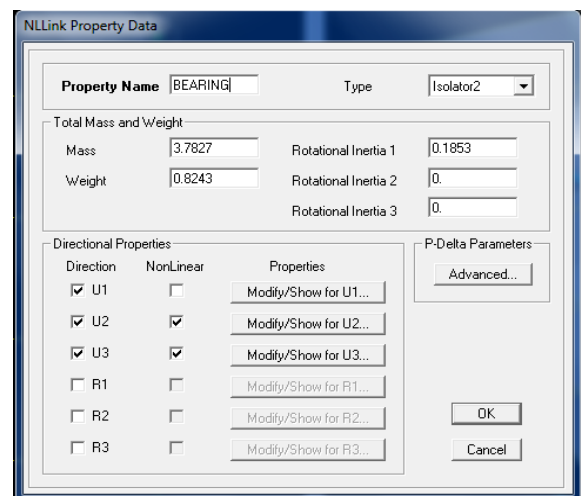 NLLink Property Data
Property Name BEARING Type Isolator2
Total Mass and Weight
Mass 3.7827 Rotational Inertia 1 0.1853
Weight 0.8243 Rotational Inertia 2 0.
Rotational Inertia 3 0.
Directional Properties P-Delta Parameters
Direction NonLinear Properties Advanced...
U1 Modify/Show for U1...
U2 Modify/Show for U2...
U3 Modify/Show for U3...
R1 Modify/Show for R1...
R2 Modify/Show for R2... OK
R3 Modify/Show for R3... Cancel